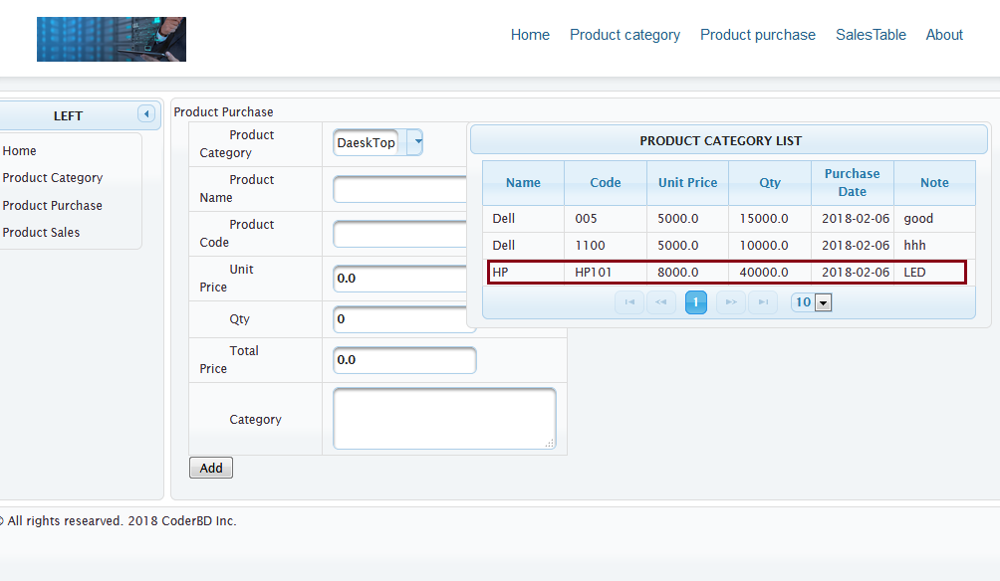 Home Product category Product purchase SalesTable About
LEFT
Home
Product Category
Product Purchase
Product Sales
Product Purchase
Product
Category
DaeskTop
Product
Name
Product
Code
Unit
Price
0.0
Qty
0
Total
Price
0.0
Category
Add
PRODUCT CATEGORY LIST
Name Code Unit Price Qty Purchase Date Note
Dell 005 5000.0 15000.0 2018-02-06 good
Dell 1100 5000.0 10000.0 2018-02-06 hhh
HP HP101 8000.0 40000.0 2018-02-06 LED
1 10
© All rights researved. 2018 CoderBD Inc.